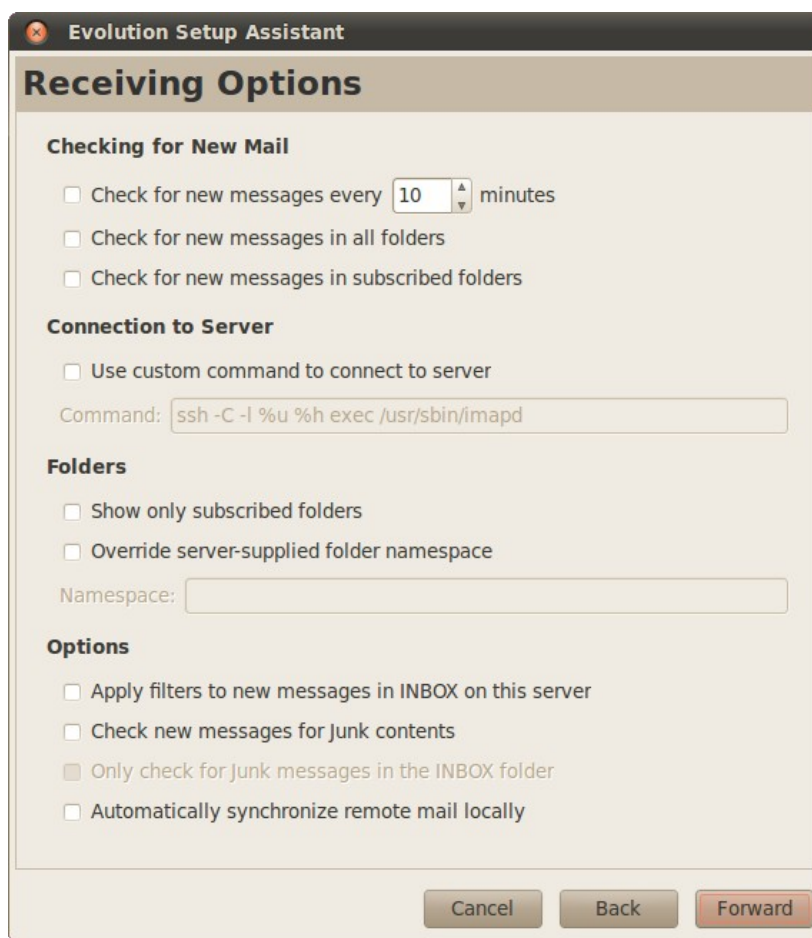 Evolution Setup Assistant
Receiving Options
Checking for New Mail
Check for new messages every 10 minutes
Check for new messages in all folders
Check for new messages in subscribed folders
Connection to Server
Use custom command to connect to server
Command: ssh -C -l %u %h exec /usr/sbin/imapd
Folders
Show only subscribed folders
Override server-supplied folder namespace
Namespace:
Options
Apply filters to new messages in INBOX on this server
Check new messages for Junk contents
Only check for Junk messages in the INBOX folder
Automatically synchronize remote mail locally
Cancel Back Forward